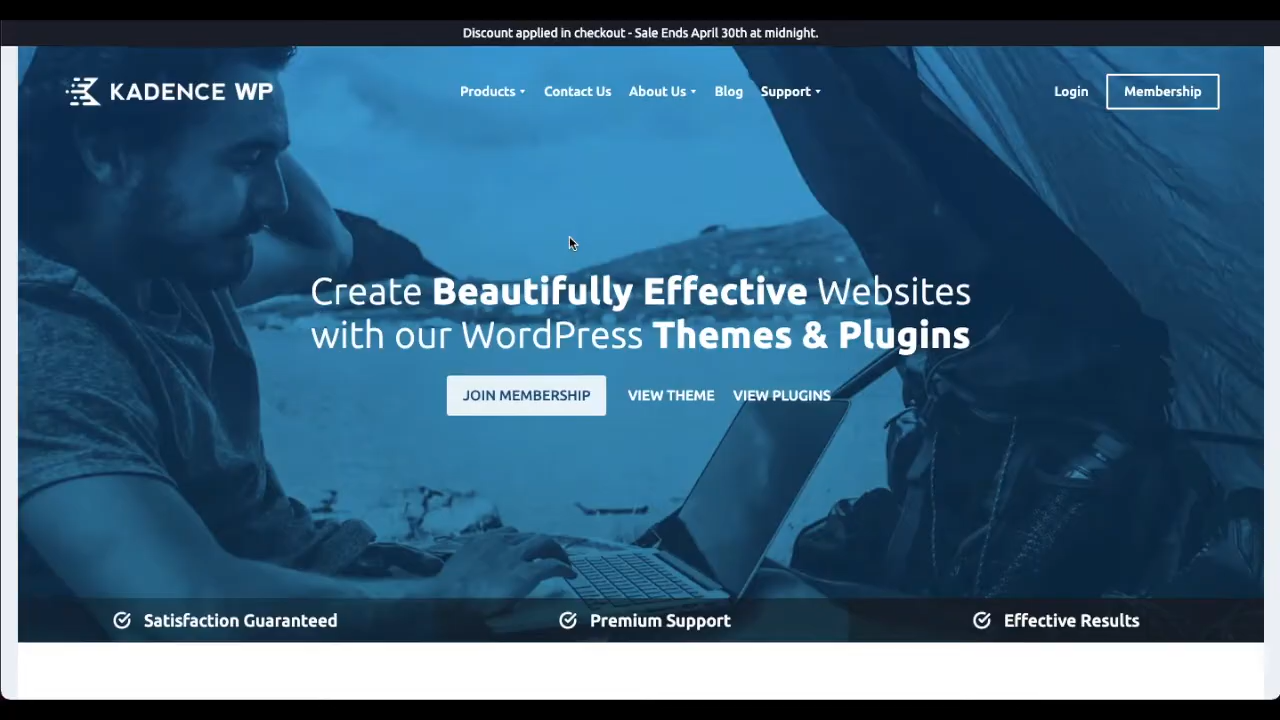 Discount applied in checkout - Sale Ends April 30th at midnight.
KADENCE WP
Products
Contact Us
About Us
Blog
Support
Login
Membership
Create Beautifully Effective Websites
with our WordPress Themes & Plugins
JOIN MEMBERSHIP
VIEW THEME
VIEW PLUGINS
Satisfaction Guaranteed
Premium Support
Effective Results